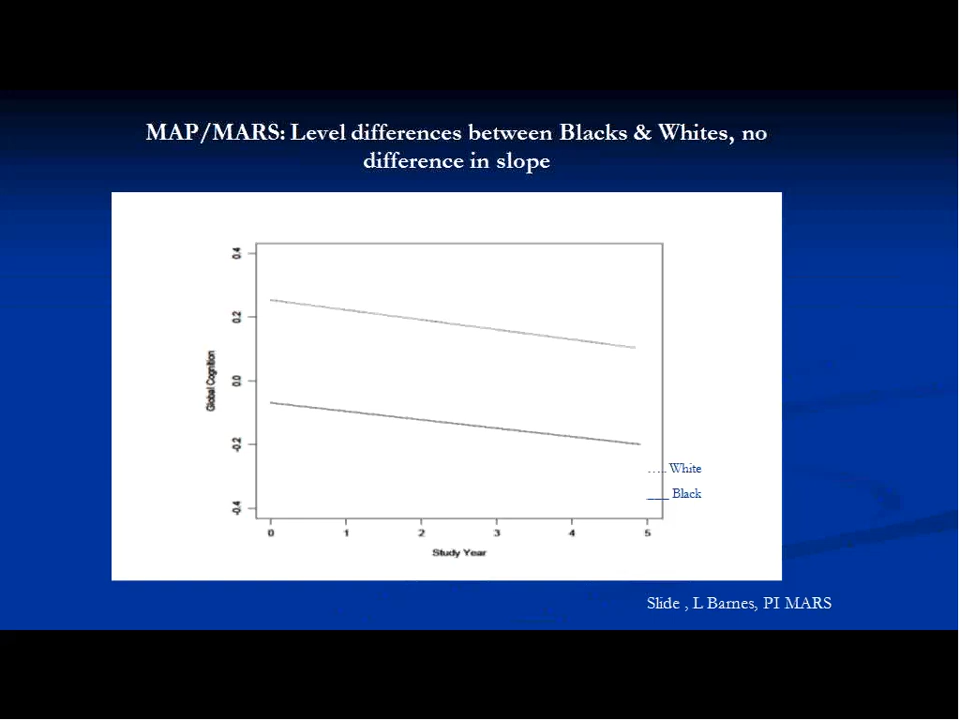 MAP/MARS: Level differences between Blacks & Whites, no
difference in slope
0.4
0.2
0.0
-0.2
-0.4
Global Cognition
..... White
___ Black
0 1 2 3 4 5
Study Year
Slide , L Barnes, PI MARS